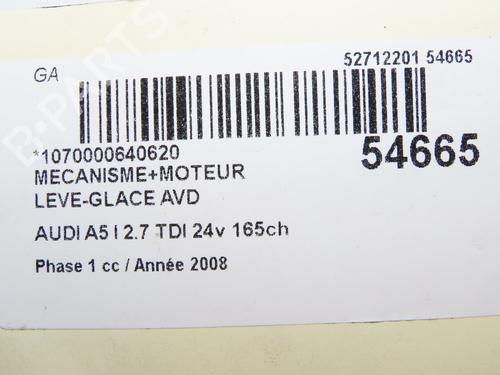 GA
52712201 54665
*1070000640620
54665
MECANISME+MOTEUR
LEVE-GLACE AVD
AUDI A5 I 2.7 TDI 24v 165ch
Phase 1 cc / Année 2008
B-PARTS